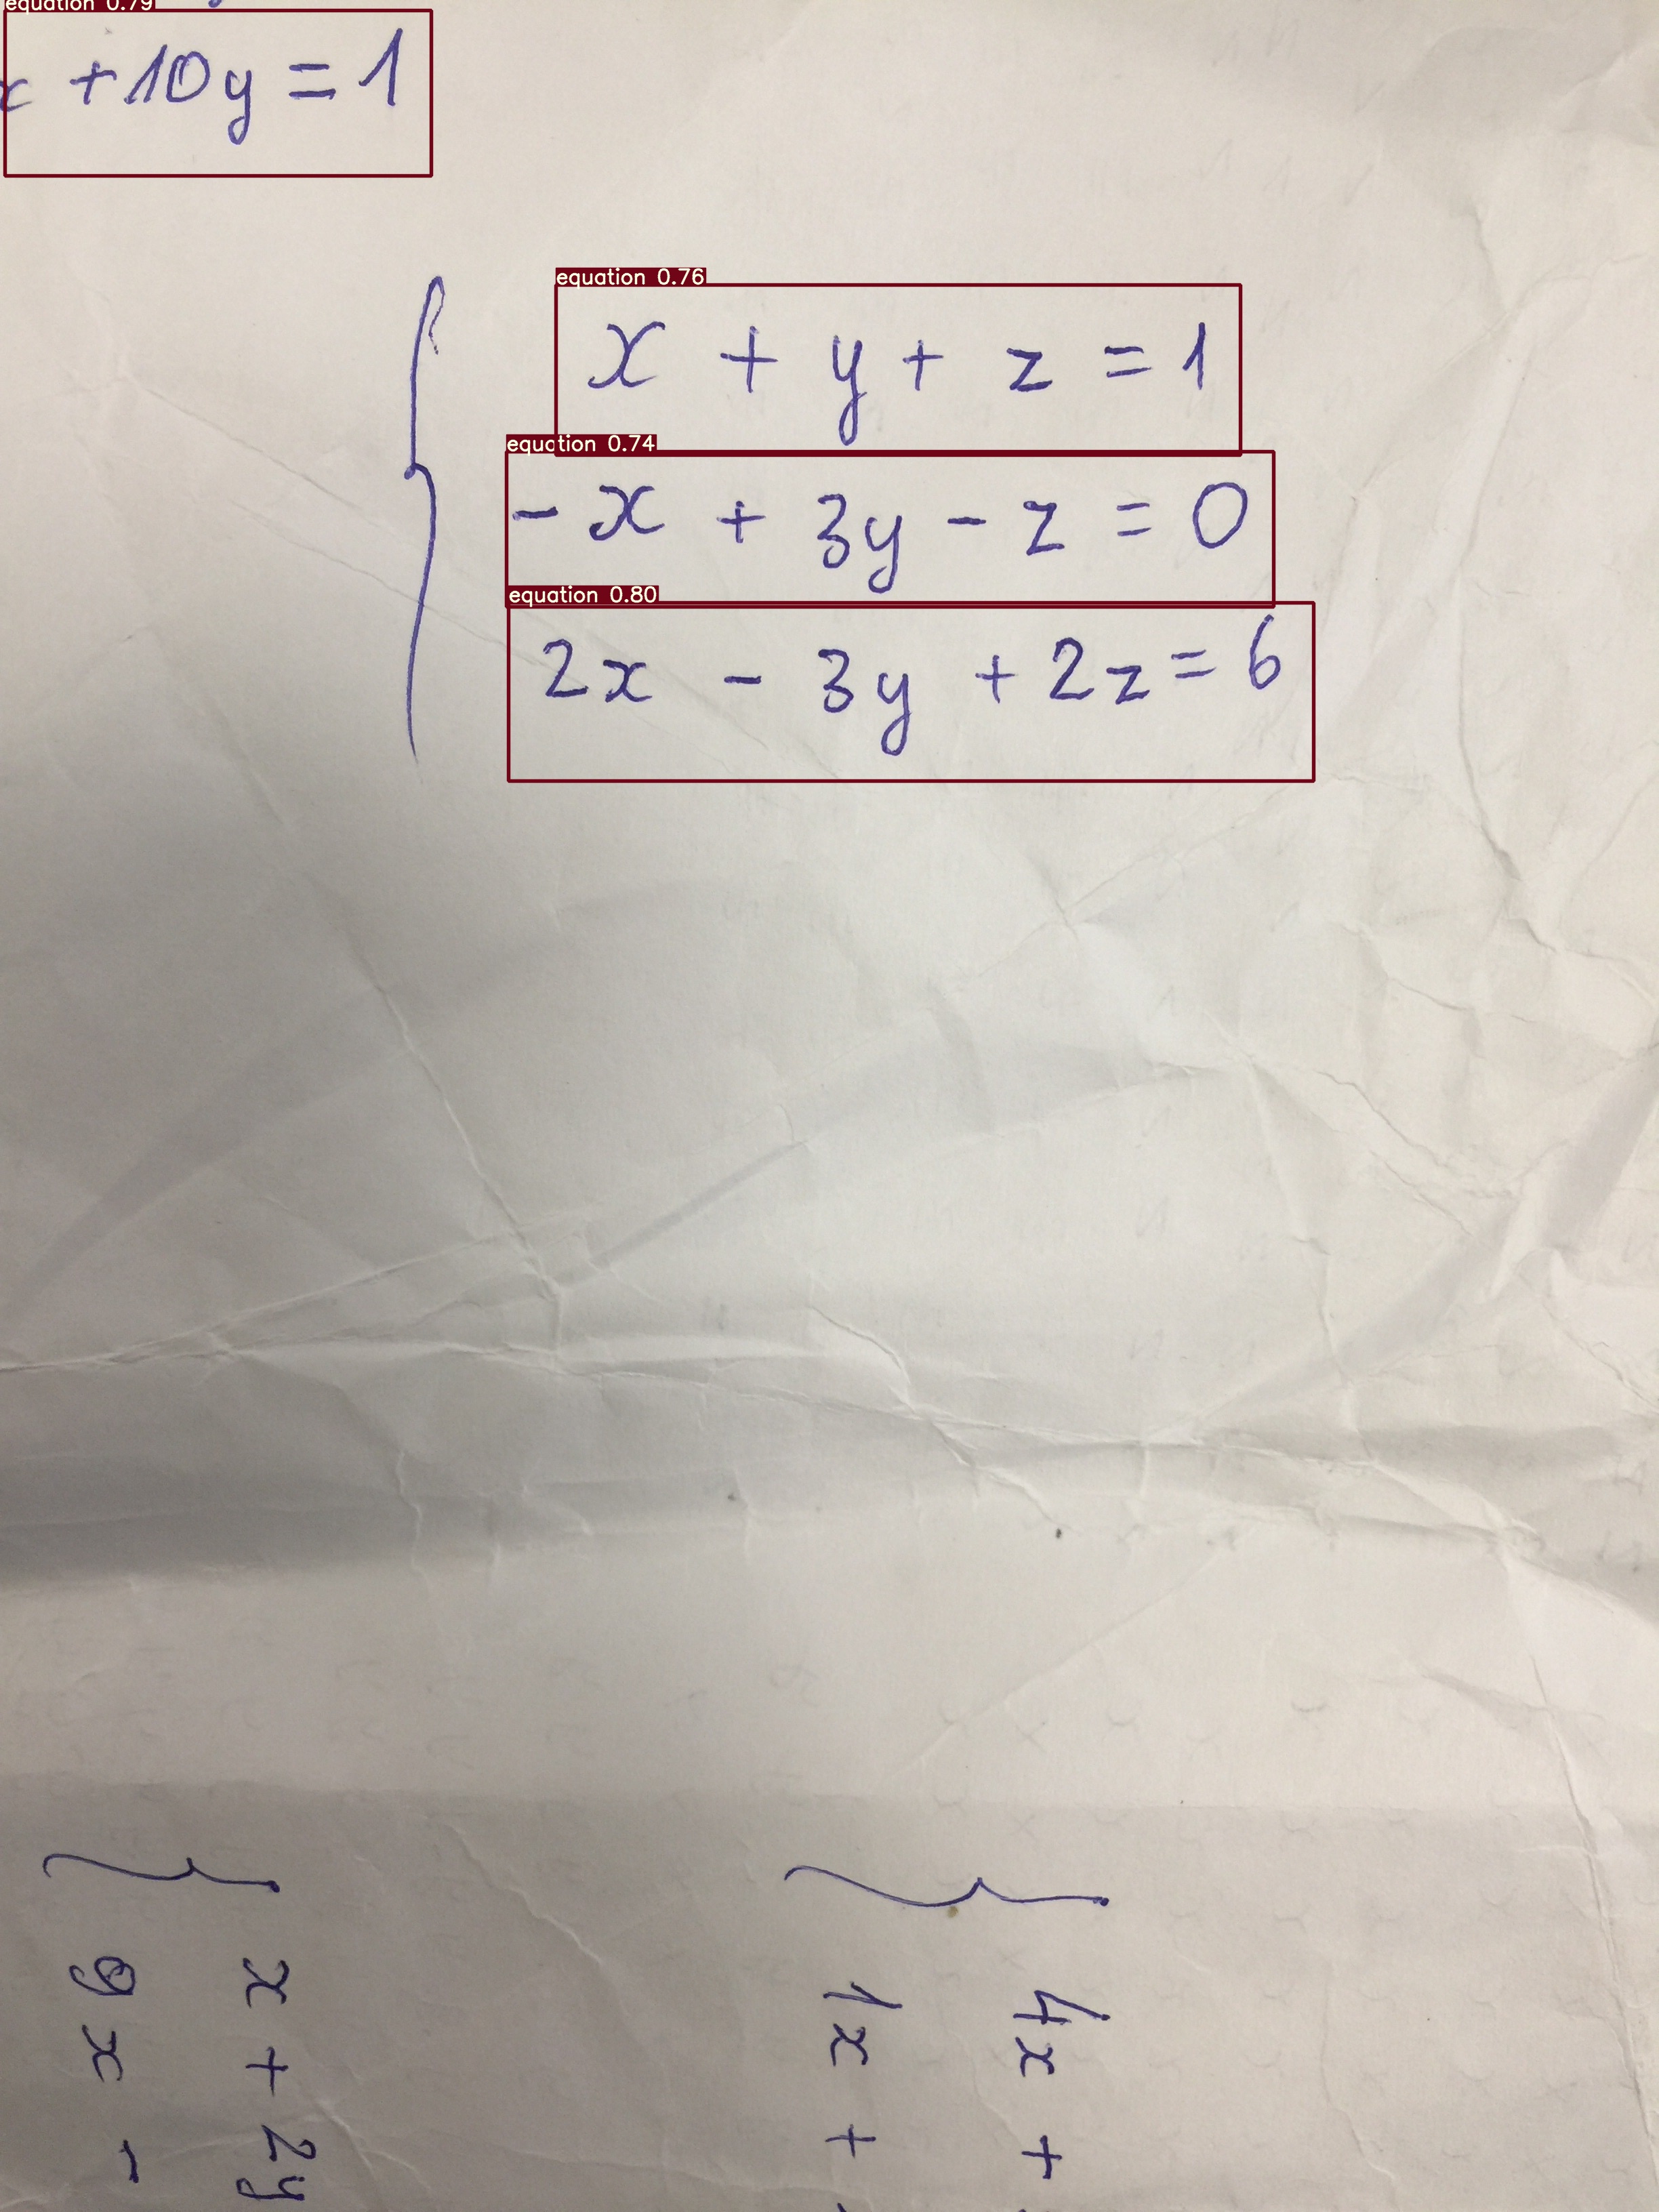 equation 0.79
x + 10y = 1
equation 0.76
x + y + z = 1
equation 0.74
- x + 3y - z = 0
equation 0.80
2x - 3y + 2z = 6
4x +
1x +
x + 2y
9x -